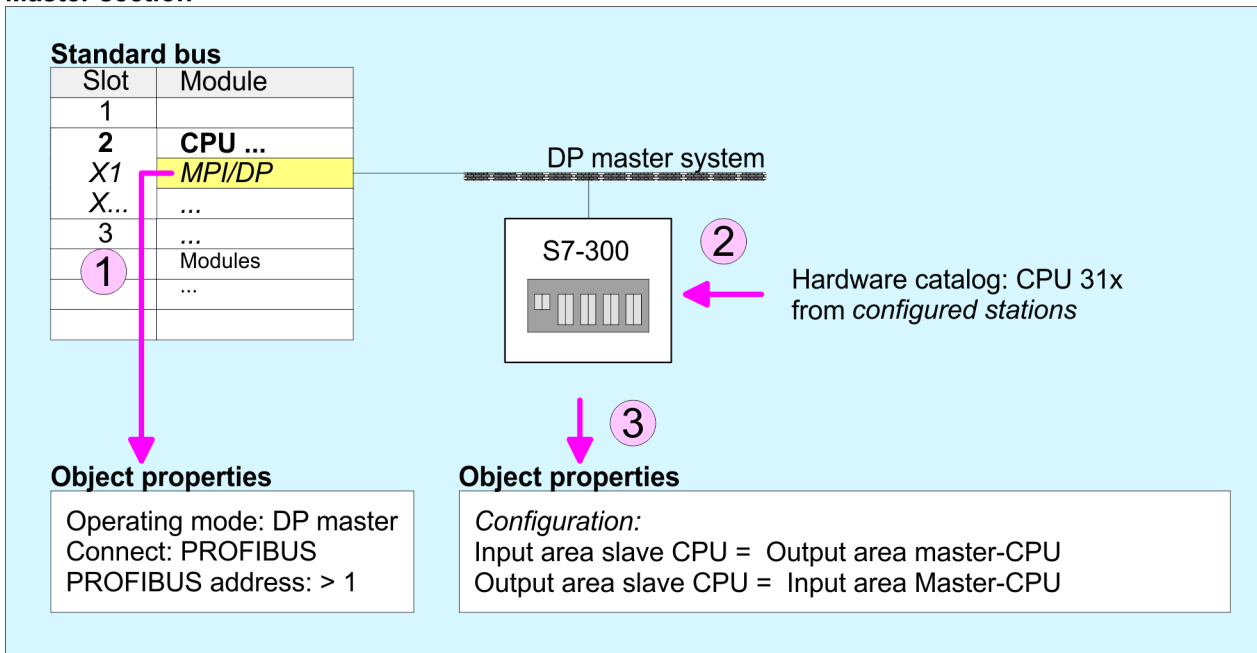 Master section
Standard bus
Slot Module
1
2 CPU ...
X1 MPI/DP
X... ...
3 ...
Modules
...
1
DP master system
S7-300
2
Hardware catalog: CPU 31x
from configured stations
3
Object properties
Operating mode: DP master
Connect: PROFIBUS
PROFIBUS address: > 1
Object properties
Configuration:
Input area slave CPU = Output area master-CPU
Output area slave CPU = Input area Master-CPU